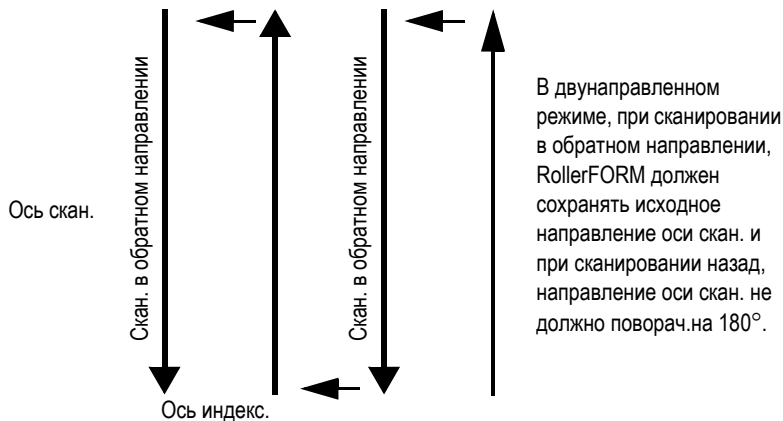 Ось скан.
Скан. в обратном направлении
Скан. в обратном направлении
В двунаправленном
режиме, при сканировании
в обратном направлении,
RollerFORM должен
сохранять исходное
направление оси скан. и
при сканировании назад,
направление оси скан. не
должно поворач.на 180°.
Ось индекс.